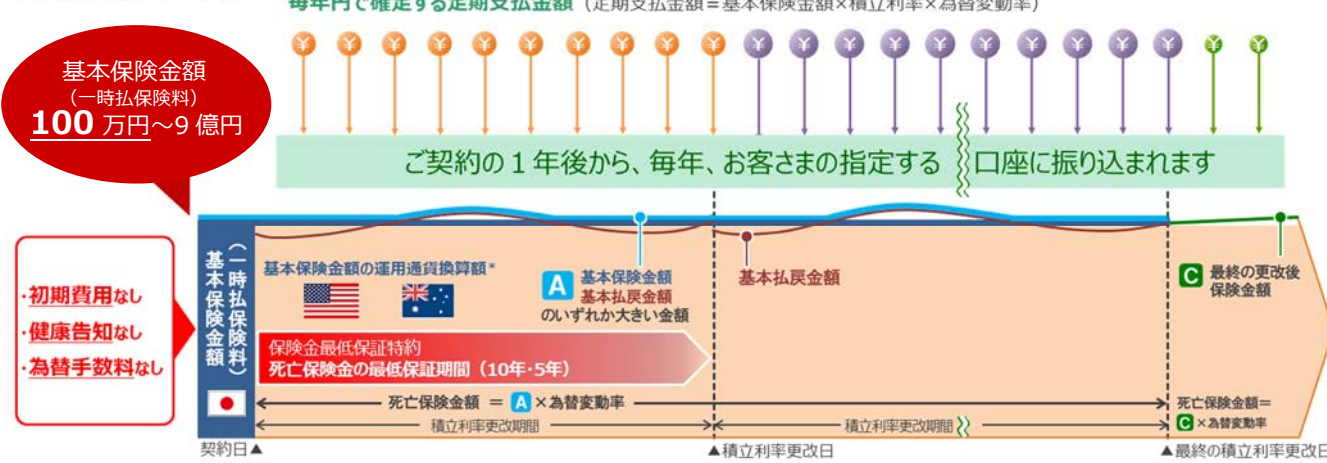 毎年円で確定する定期支払金額（定期支払金額＝基本保険金額×積立利率×為替変動率）
¥ ¥ ¥ ¥ ¥ ¥ ¥ ¥ ¥ ¥ ¥ ¥ ¥ ¥ ¥ ¥ ¥ ¥ ¥ ¥ ¥ ¥
基本保険金額
（一時払保険料）
100万円～9億円
ご契約の1年後から、毎年、お客さまの指定する 口座に振り込まれます
・初期費用なし
・健康告知なし
・為替手数料なし
基本保険金額
（一時払保険料）
基本保険金額の運用通貨換算額*
A 基本保険金額
基本払戻金額
のいずれか大きい金額
基本払戻金額
C 最終の更改後
保険金額
保険金最低保証特約
死亡保険金の最低保証期間（10年・5年）
死亡保険金額 ＝ A×為替変動率
死亡保険金額＝
C×為替変動率
積立利率更改期間
積立利率更改期間
契約日▲
▲積立利率更改日
▲最終の積立利率更改日